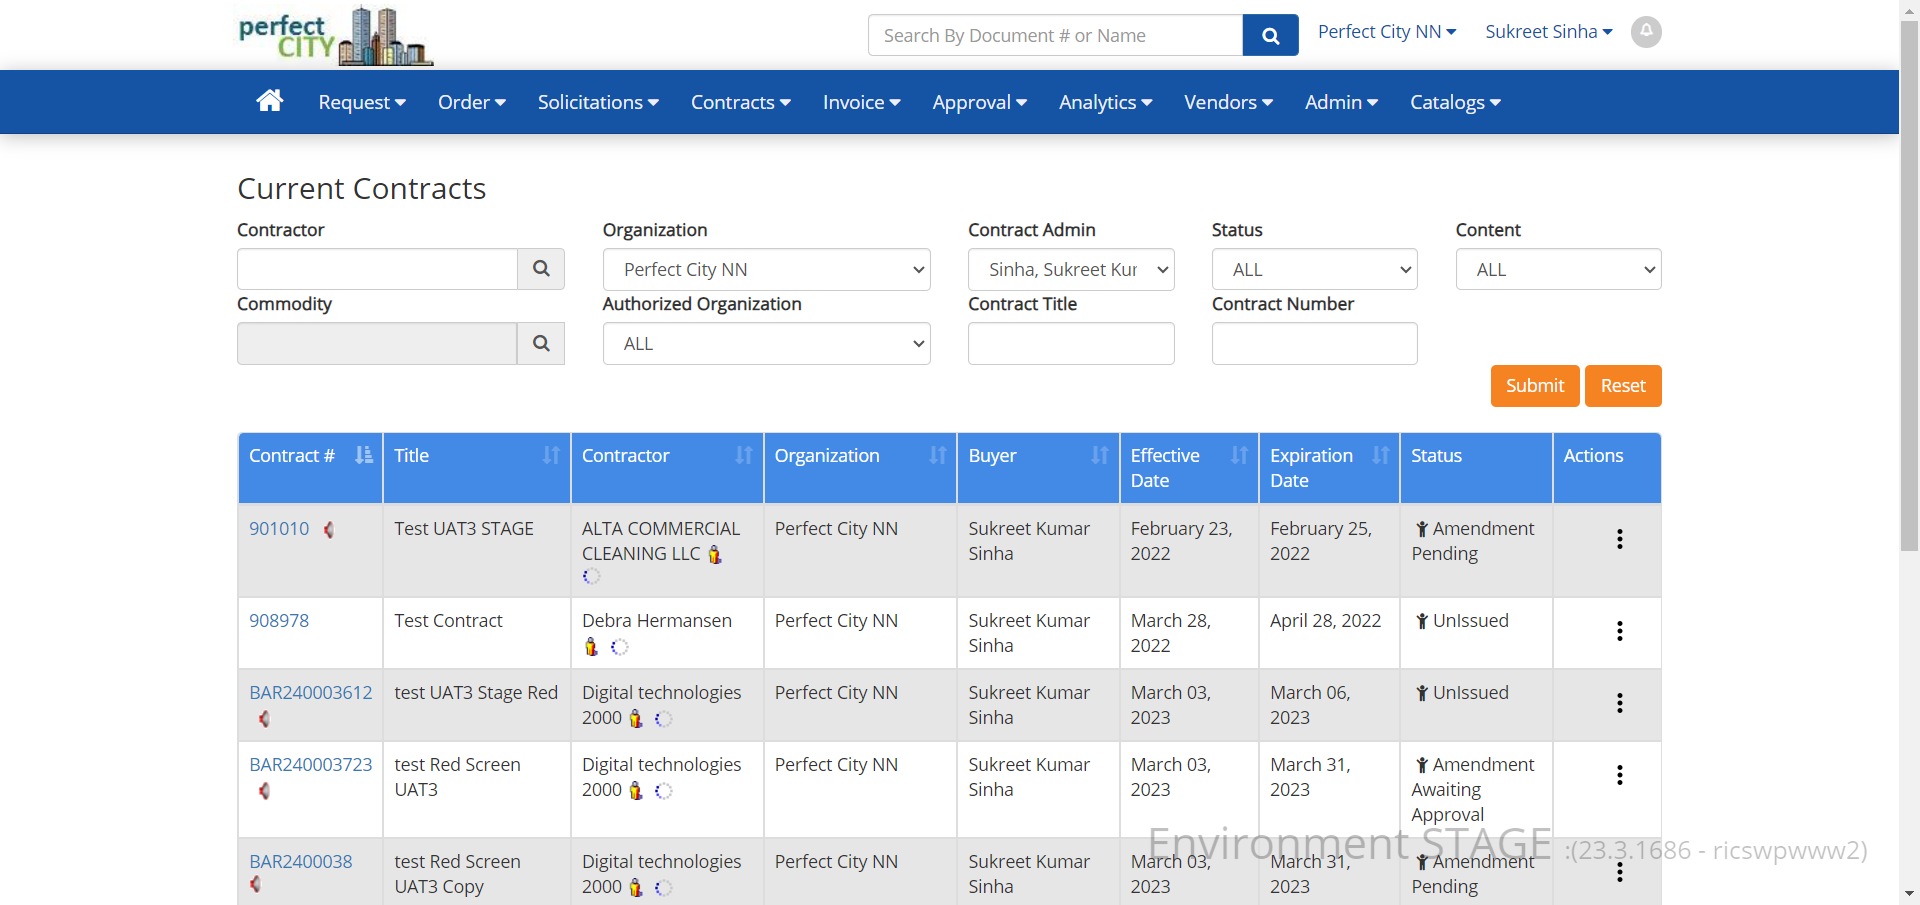 perfect
CITY
Search By Document # or Name
Perfect City NN
Sukreet Sinha
Request
Order
Solicitations
Contracts
Invoice
Approval
Analytics
Vendors
Admin
Catalogs
Current Contracts
Contractor
Organization
Contract Admin
Status
Content
Perfect City NN
Sinha, Sukreet Kur
ALL
ALL
Commodity
Authorized Organization
Contract Title
Contract Number
ALL
Submit
Reset
Contract #
Title
Contractor
Organization
Buyer
Effective
Date
Expiration
Date
Status
Actions
901010
Test UAT3 STAGE
ALTA COMMERCIAL
CLEANING LLC
Perfect City NN
Sukreet Kumar
Sinha
February 23,
2022
February 25,
2022
Amendment
Pending
908978
Test Contract
Debra Hermansen
Perfect City NN
Sukreet Kumar
Sinha
March 28,
2022
April 28, 2022
UnIssued
BAR240003612
test UAT3 Stage Red
Digital technologies
2000
Perfect City NN
Sukreet Kumar
Sinha
March 03,
2023
March 06,
2023
UnIssued
BAR240003723
test Red Screen
UAT3
Digital technologies
2000
Perfect City NN
Sukreet Kumar
Sinha
March 03,
2023
March 31,
2023
Amendment
Awaiting
Approval
BAR2400038
test Red Screen
UAT3 Copy
Digital technologies
2000
Perfect City NN
Sukreet Kumar
Sinha
March 03,
2023
March 31,
2023
Amendment
Pending
Environment STAGE :(23.3.1686 - ricswpwww2)